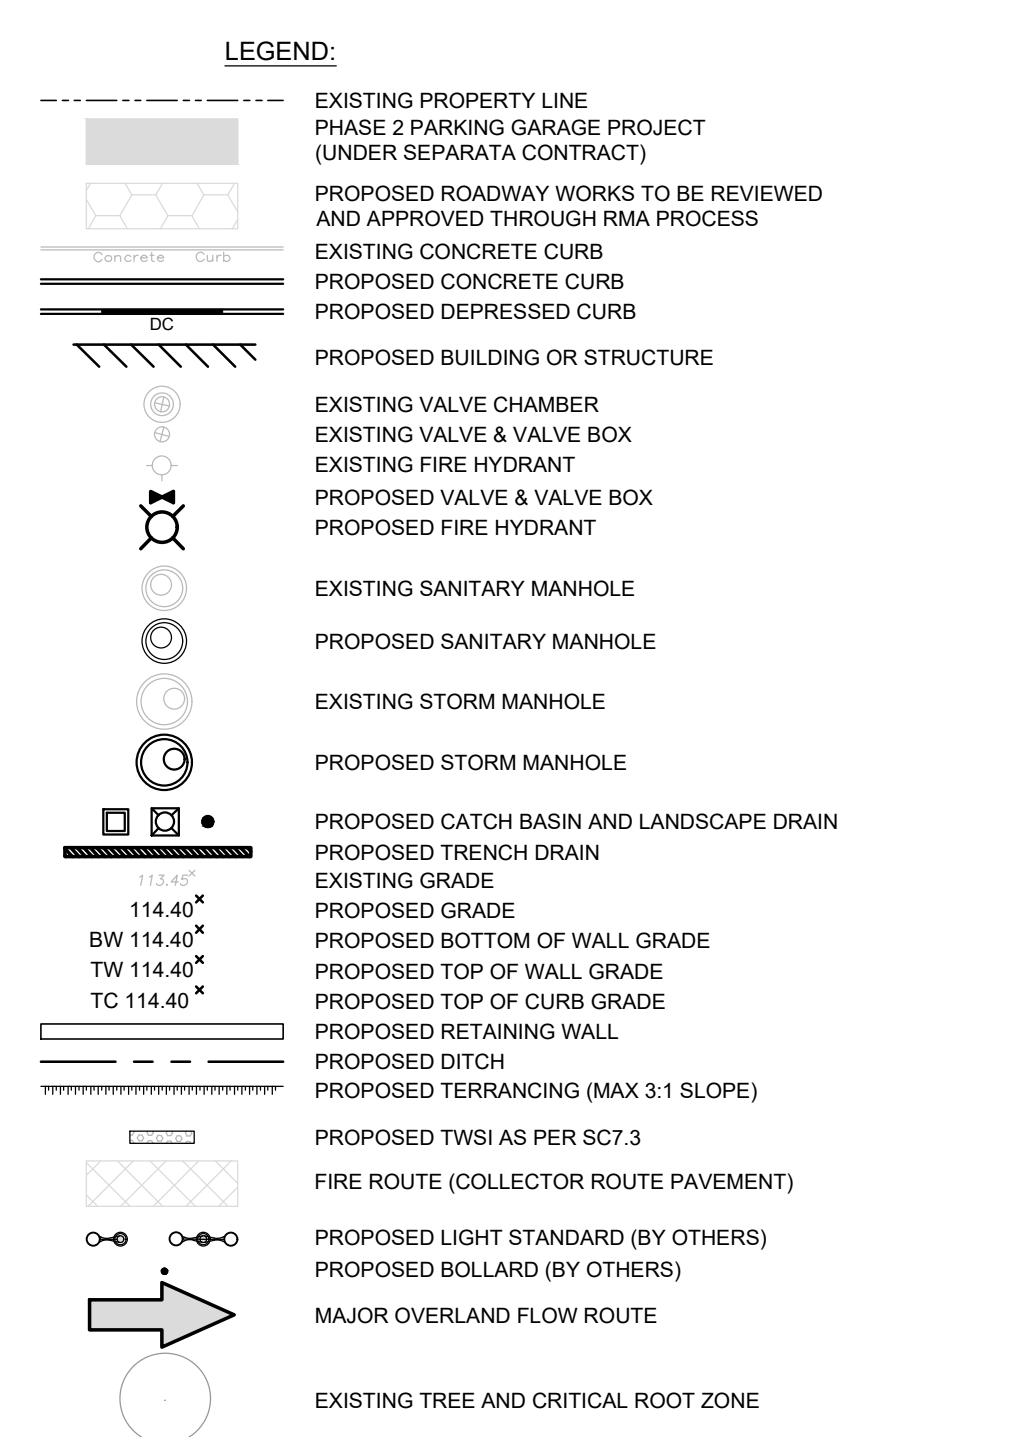 LEGEND:
EXISTING PROPERTY LINE
PHASE 2 PARKING GARAGE PROJECT
(UNDER SEPARATA CONTRACT)
PROPOSED ROADWAY WORKS TO BE REVIEWED
AND APPROVED THROUGH RMA PROCESS
Concrete Curb EXISTING CONCRETE CURB
PROPOSED CONCRETE CURB
PROPOSED DEPRESSED CURB
DC
PROPOSED BUILDING OR STRUCTURE
EXISTING VALVE CHAMBER
EXISTING VALVE & VALVE BOX
EXISTING FIRE HYDRANT
PROPOSED VALVE & VALVE BOX
PROPOSED FIRE HYDRANT
EXISTING SANITARY MANHOLE
PROPOSED SANITARY MANHOLE
EXISTING STORM MANHOLE
PROPOSED STORM MANHOLE
PROPOSED CATCH BASIN AND LANDSCAPE DRAIN
PROPOSED TRENCH DRAIN
113.45× EXISTING GRADE
114.40× PROPOSED GRADE
BW 114.40× PROPOSED BOTTOM OF WALL GRADE
TW 114.40× PROPOSED TOP OF WALL GRADE
TC 114.40× PROPOSED TOP OF CURB GRADE
PROPOSED RETAINING WALL
PROPOSED DITCH
PROPOSED TERRANCING (MAX 3:1 SLOPE)
PROPOSED TWSI AS PER SC7.3
FIRE ROUTE (COLLECTOR ROUTE PAVEMENT)
PROPOSED LIGHT STANDARD (BY OTHERS)
PROPOSED BOLLARD (BY OTHERS)
MAJOR OVERLAND FLOW ROUTE
EXISTING TREE AND CRITICAL ROOT ZONE